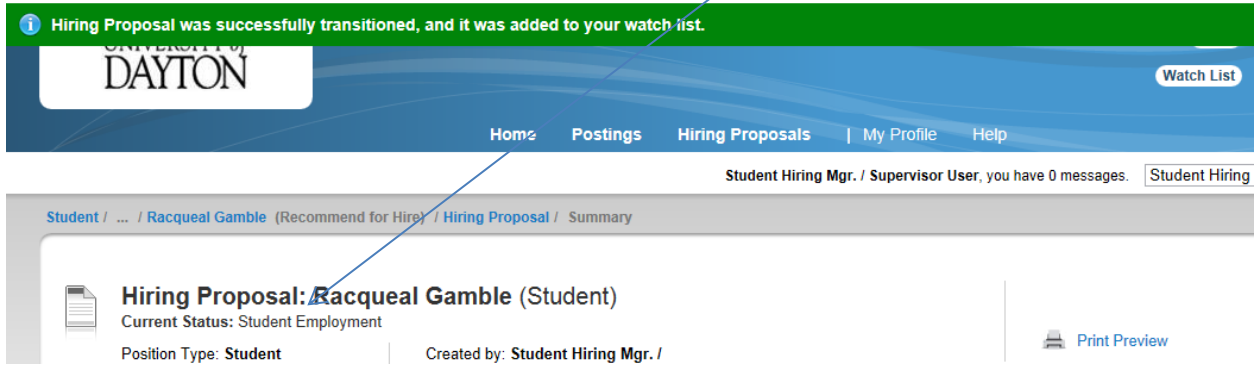 Hiring Proposal was successfully transitioned, and it was added to your watch list.
DAYTON
Watch List
Home Postings Hiring Proposals | My Profile Help
Student Hiring Mgr. / Supervisor User, you have 0 messages. Student Hiring
Student / ... / Racqueal Gamble (Recommend for Hire) / Hiring Proposal / Summary
Hiring Proposal: Racqueal Gamble (Student)
Current Status: Student Employment
Print Preview
Position Type: Student Created by: Student Hiring Mgr. /